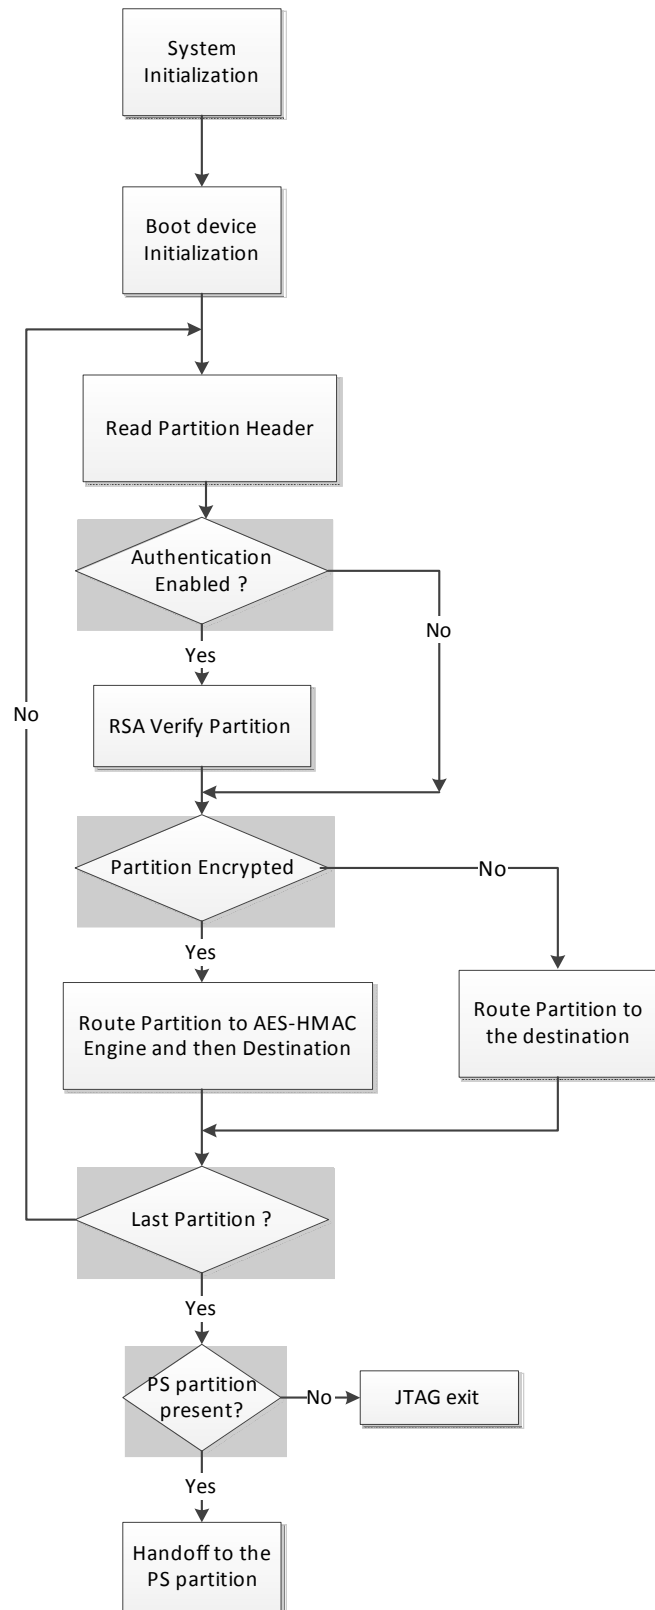 System
Initialization
Boot device
Initialization
Read Partition Header
Authentication
Enabled ?
No
Yes
No
RSA Verify Partition
Partition Encrypted
No
Yes
Route Partition to AES-HMAC
Engine and then Destination
Route Partition to
the destination
Last Partition ?
Yes
PS partition
present?
No
JTAG exit
Yes
Handoff to the
PS partition